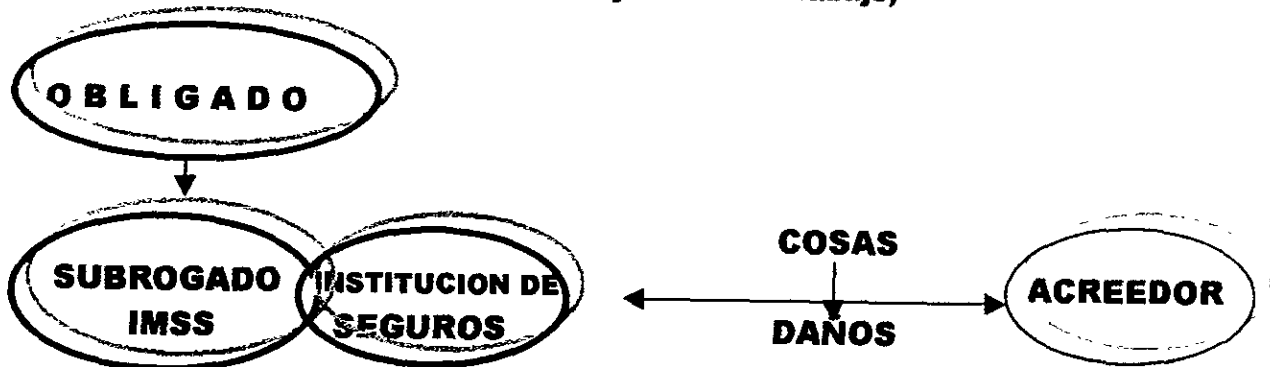 OBLIGADO
SUBROGADO
IMSS
INSTITUCION DE
SEGUROS
COSAS
DAÑOS
ACREEDOR